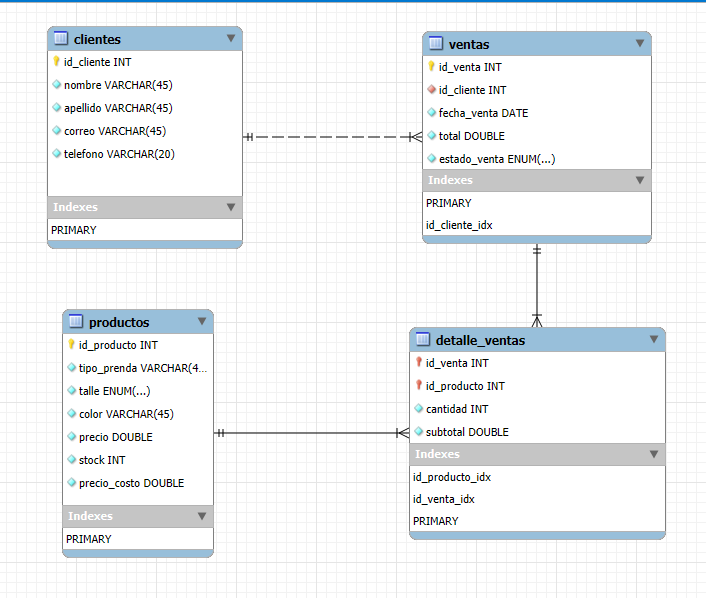 clientes
id_cliente INT
nombre VARCHAR(45)
apellido VARCHAR(45)
correo VARCHAR(45)
telefono VARCHAR(20)
Indexes
PRIMARY
ventas
id_venta INT
id_cliente INT
fecha_venta DATE
total DOUBLE
estado_venta ENUM(...)
Indexes
PRIMARY
id_cliente_idx
productos
id_producto INT
tipo_prenda VARCHAR(4...
talle ENUM(...)
color VARCHAR(45)
precio DOUBLE
stock INT
precio_costo DOUBLE
Indexes
PRIMARY
detalle_ventas
id_venta INT
id_producto INT
cantidad INT
subtotal DOUBLE
Indexes
id_producto_idx
id_venta_idx
PRIMARY